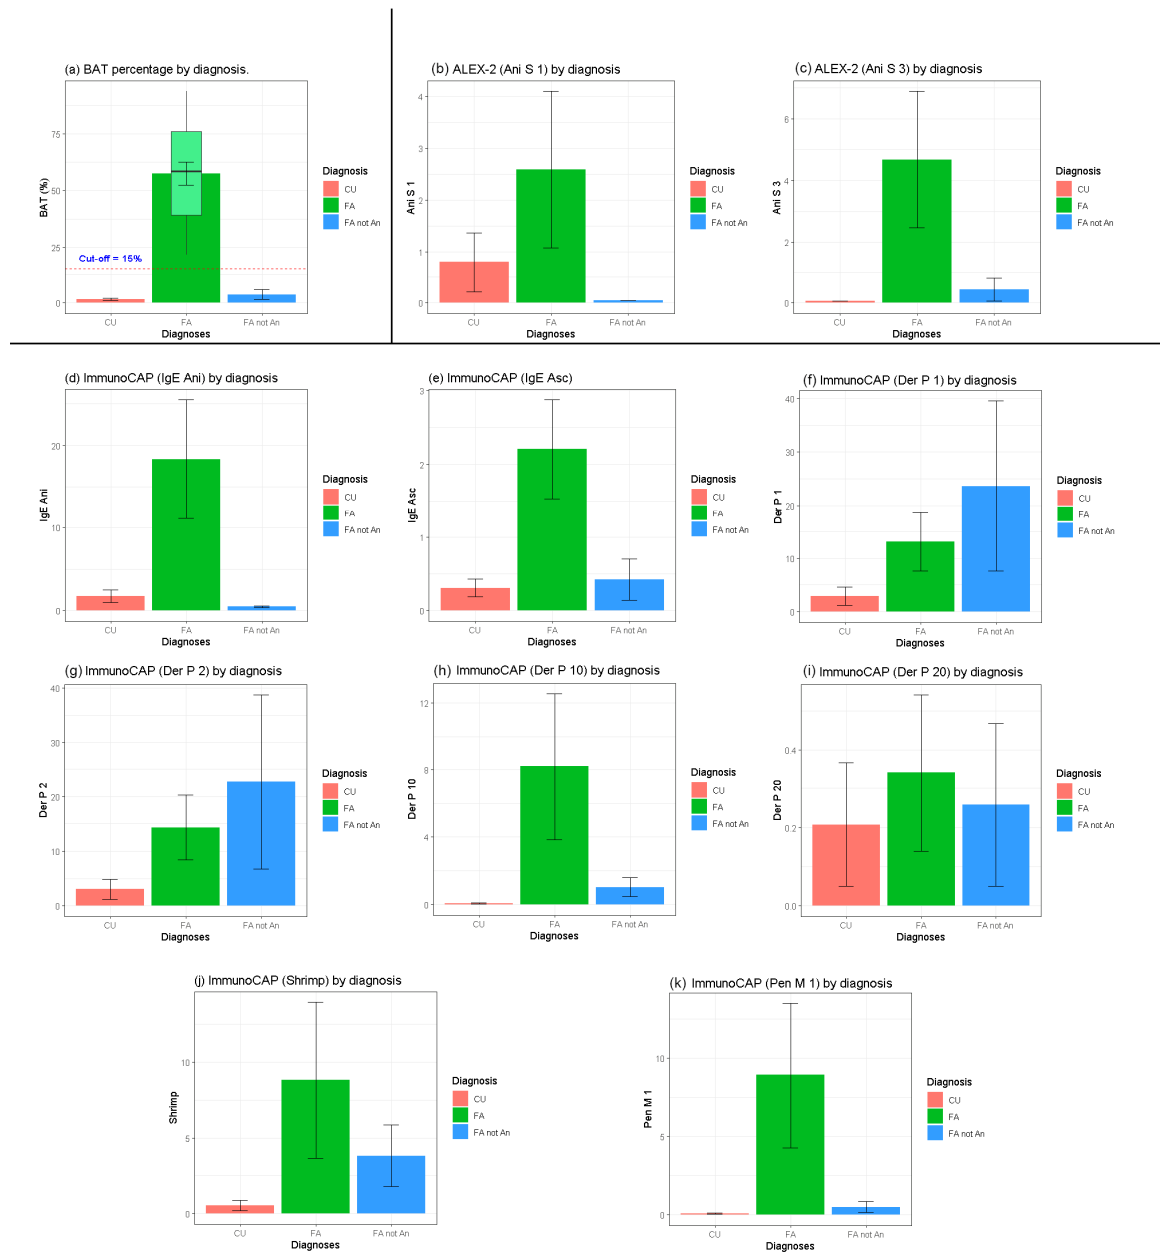 (a) BAT percentage by diagnosis.
BAT (%)
75
50
25
0
Cut-off = 15%
CU
FA
FA not An
Diagnoses
Diagnosis
CU
FA
FA not An
(b) ALEX-2 (Ani S 1) by diagnosis
Ani S 1
4
3
2
1
0
CU
FA
FA not An
Diagnoses
Diagnosis
CU
FA
FA not An
(c) ALEX-2 (Ani S 3) by diagnosis
Ani S 3
6
4
2
0
CU
FA
FA not An
Diagnoses
Diagnosis
CU
FA
FA not An
(d) ImmunoCAP (IgE Ani) by diagnosis
IgE Ani
20
10
0
CU
FA
FA not An
Diagnoses
Diagnosis
CU
FA
FA not An
(e) ImmunoCAP (IgE Asc)
IgE Asc
3
2
1
0
CU
FA
FA not An
Diagnoses
Diagnosis
CU
FA
FA not An
(f) ImmunoCAP (Der P 1) by diagnosis
Der P 1
40
30
20
10
0
CU
FA
FA not An
Diagnoses
Diagnosis
CU
FA
FA not An
(g) ImmunoCAP (Der P 2) by diagnosis
Der P 2
40
30
20
10
0
CU
FA
FA not An
Diagnoses
Diagnosis
CU
FA
FA not An
(h) ImmunoCAP (Der P 10) by diagnosis
Der P 10
12
8
4
0
CU
FA
FA not An
Diagnoses
Diagnosis
CU
FA
FA not An
(i) ImmunoCAP (Der P 20) by diagnosis
Der P 20
0.4
0.2
0.0
CU
FA
FA not An
Diagnoses
Diagnosis
CU
FA
FA not An
(j) ImmunoCAP (Shrimp) by diagnosis
Shrimp
10
5
0
CU
FA
FA not An
Diagnoses
Diagnosis
CU
FA
FA not An
(k) ImmunoCAP (Pen M 1) by diagnosis
Pen M 1
10
5
0
CU
FA
FA not An
Diagnoses
Diagnosis
CU
FA
FA not An